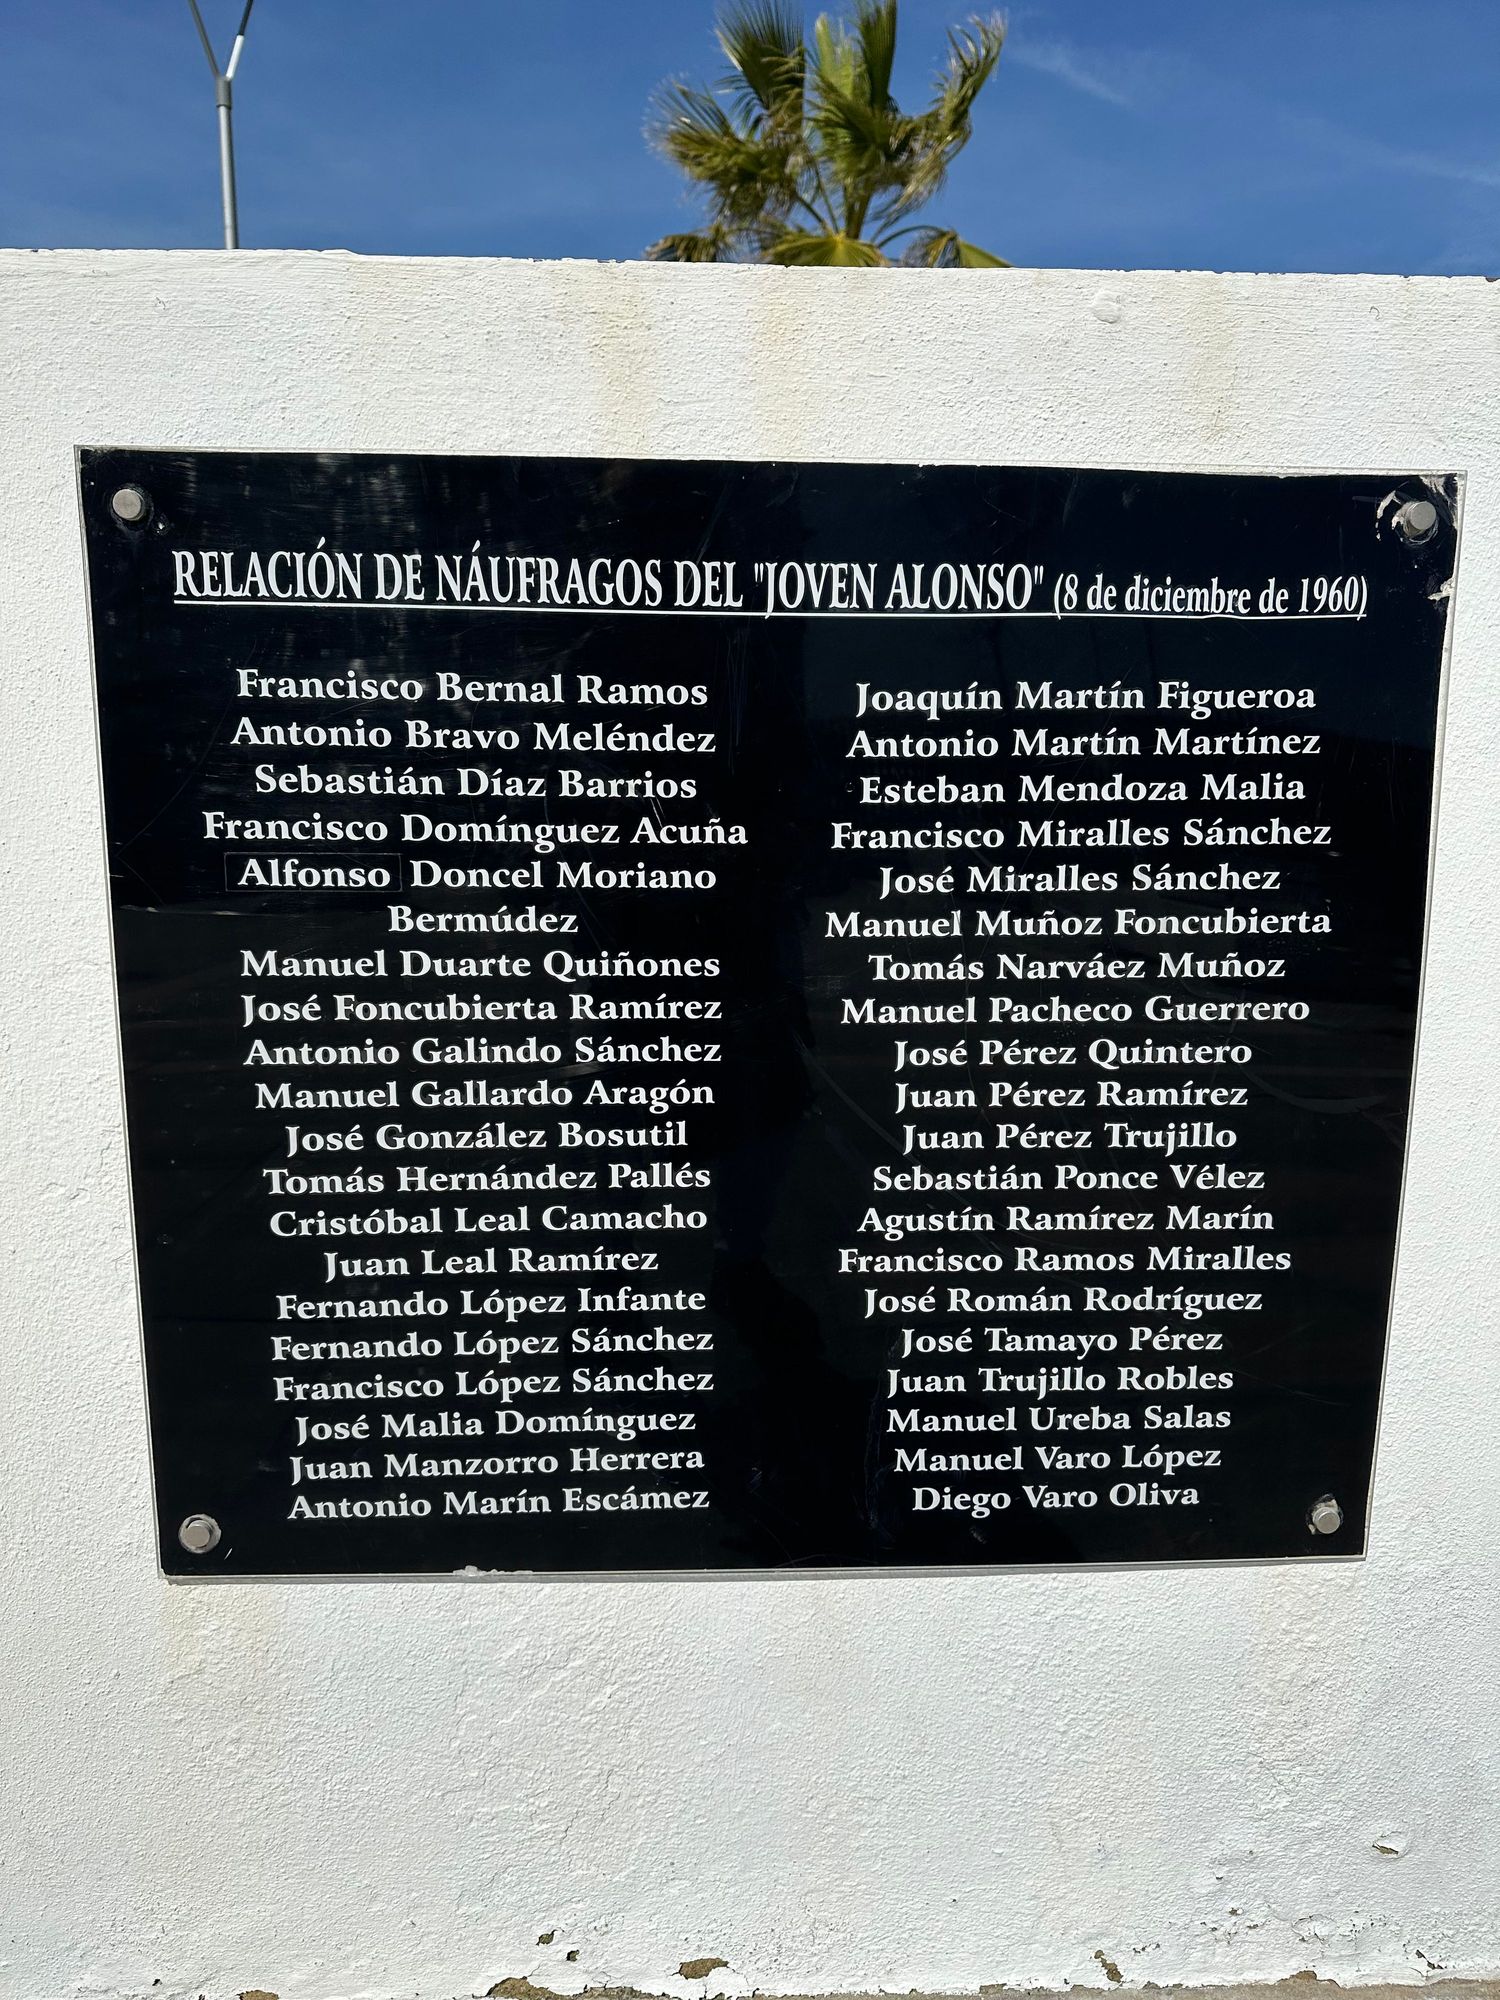 RELACIÓN DE NÁUFRAGOS DEL "JOVEN ALONSO" (8 de diciembre de 1960)
Francisco Bernal Ramos
Antonio Bravo Meléndez
Sebastián Díaz Barrios
Francisco Domínguez Acuña
Alfonso Doncel Moriano
Bermúdez
Manuel Duarte Quiñones
José Foncubierta Ramírez
Antonio Galindo Sánchez
Manuel Gallardo Aragón
José González Bosutil
Tomás Hernández Pallés
Cristóbal Leal Camacho
Juan Leal Ramírez
Fernando López Infante
Fernando López Sánchez
Francisco López Sánchez
José Malia Domínguez
Juan Manzorro Herrera
Antonio Marín Escámez
Joaquín Martín Figueroa
Antonio Martín Martínez
Esteban Mendoza Malia
Francisco Miralles Sánchez
José Miralles Sánchez
Manuel Muñoz Foncubierta
Tomás Narváez Muñoz
Manuel Pacheco Guerrero
José Pérez Quintero
Juan Pérez Ramírez
Juan Pérez Trujillo
Sebastián Ponce Vélez
Agustín Ramírez Marín
Francisco Ramos Miralles
José Román Rodríguez
José Tamayo Pérez
Juan Trujillo Robles
Manuel Ureba Salas
Manuel Varo López
Diego Varo Oliva